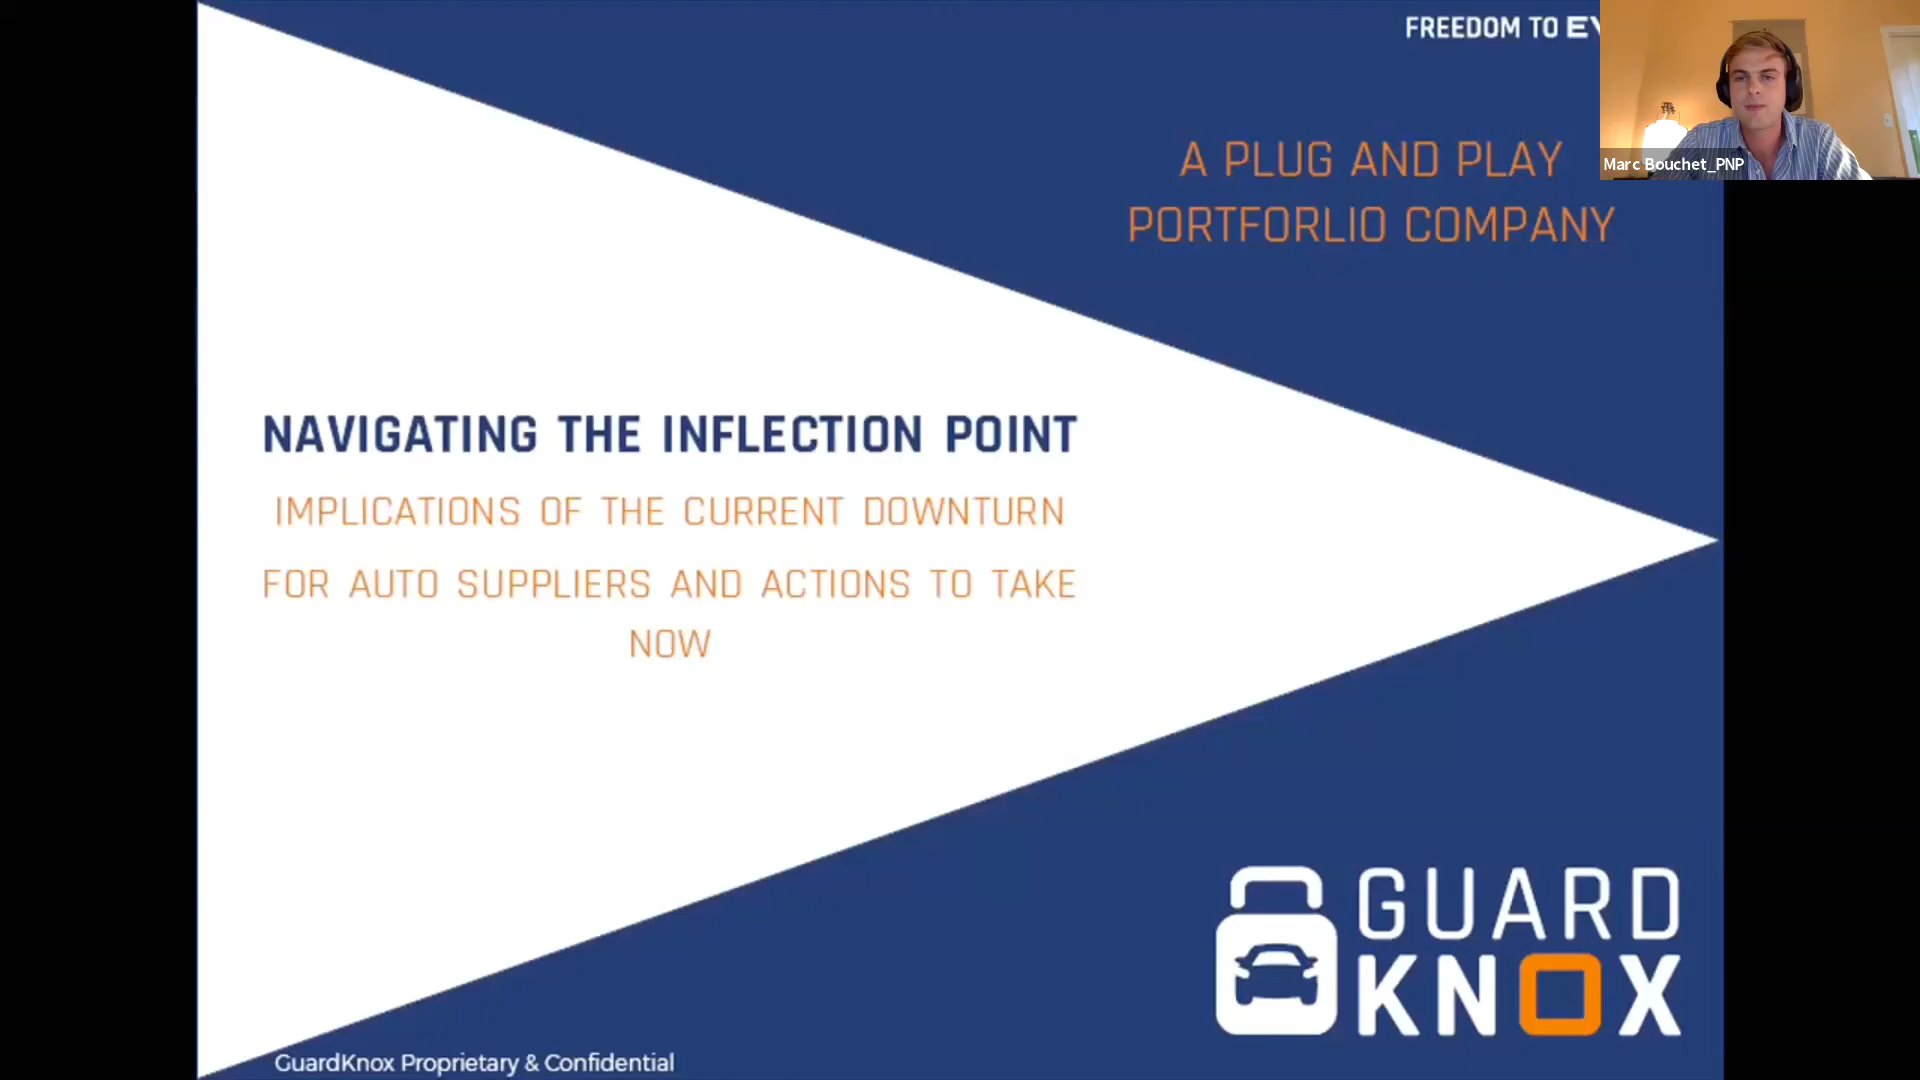 FREEDOM TO
A PLUG AND PLAY
PORTFORLIO COMPANY
Marc Bouchet_PNP
NAVIGATING THE INFLECTION POINT
IMPLICATIONS OF THE CURRENT DOWNTURN
FOR AUTO SUPPLIERS AND ACTIONS TO TAKE
NOW
GUARD
KNOX
GuardKnox Proprietary & Confidential